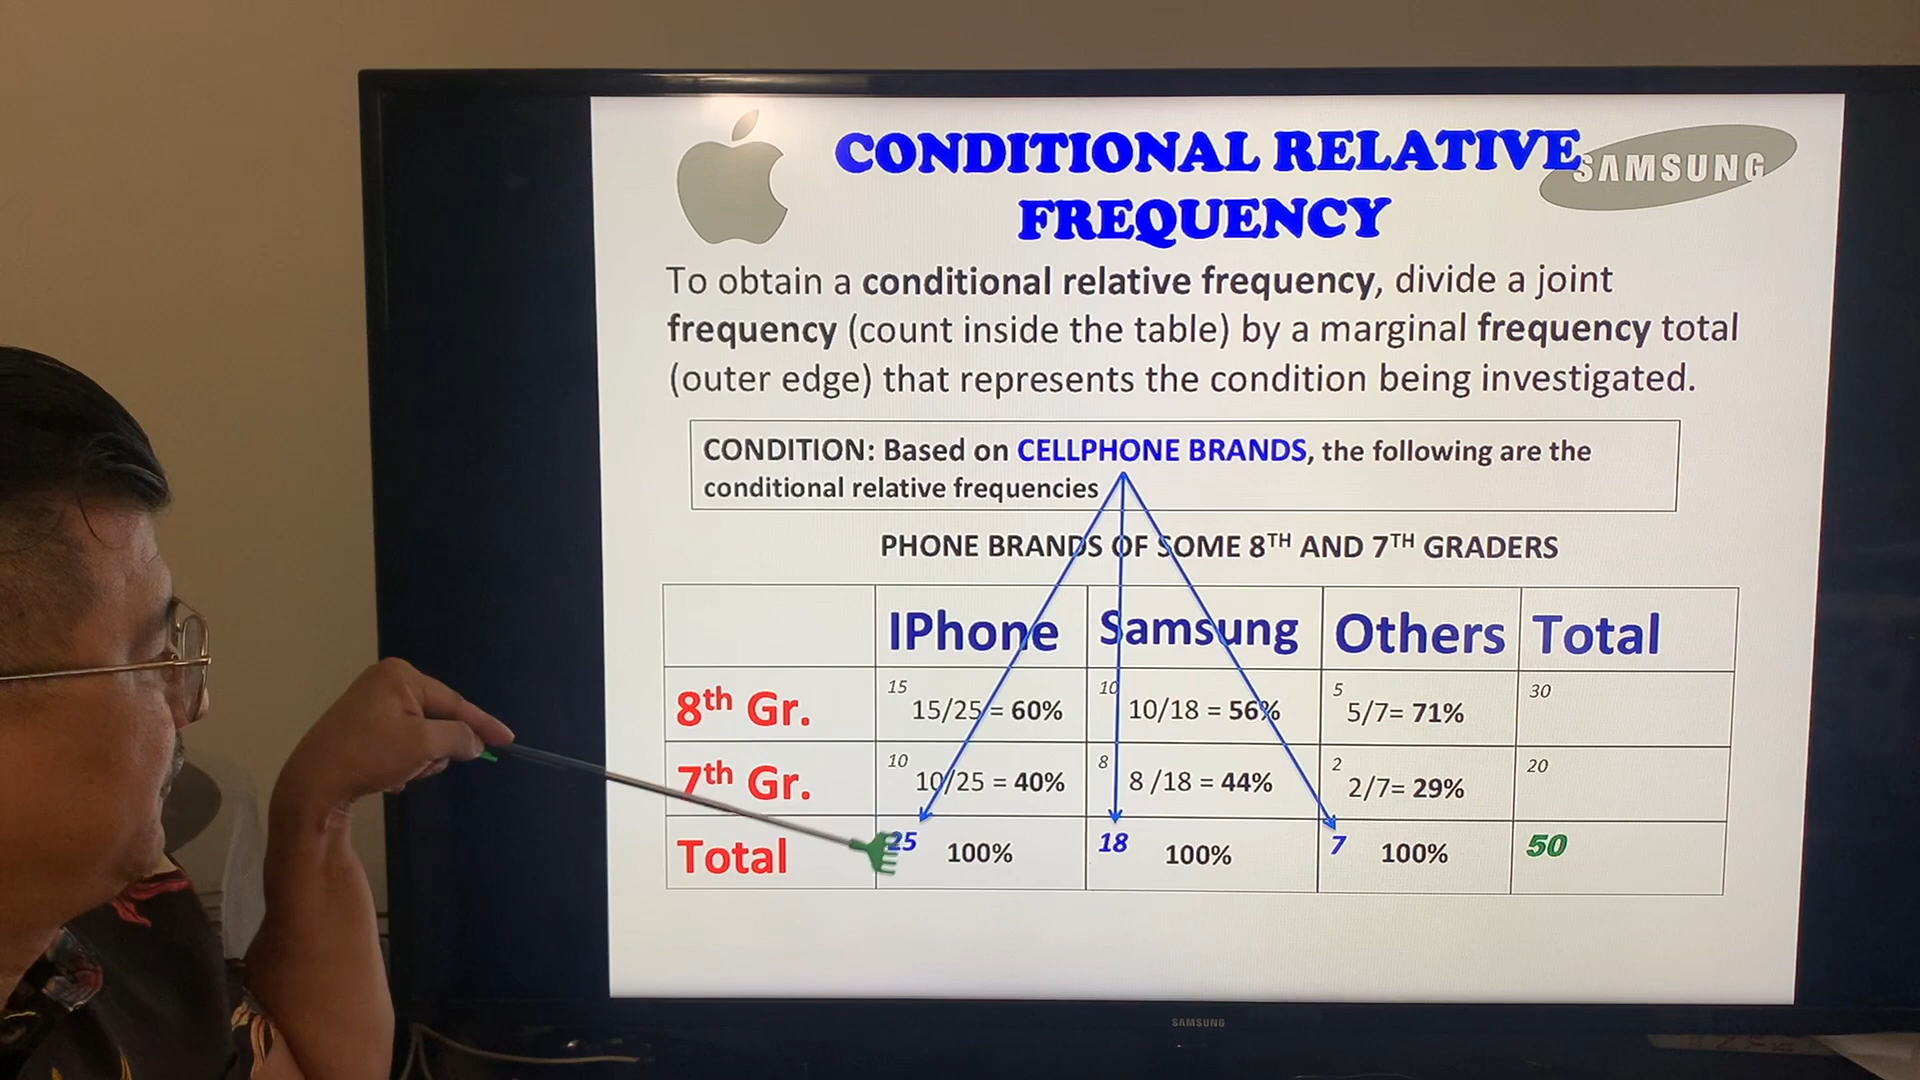 CONDITIONAL RELATIVE
SAMSUNG
FREQUENCY
To obtain a conditional relative frequency, divide a joint
frequency (count inside the table) by a marginal frequency total
(outer edge) that represents the condition being investigated.
CONDITION: Based on CELLPHONE BRANDS, the following are the
conditional relative frequencies
PHONE BRANDS OF SOME 8TH AND 7TH GRADERS
IPhone Samsung Others Total
8th Gr. 15 15/25 = 60% 10 10/18 = 56% 5 5/7= 71% 30
7th Gr. 10 10/25 = 40% 8 8 /18 = 44% 2 2/7= 29% 20
Total 25 100% 18 100% 7 100% 50
SAMSUNG